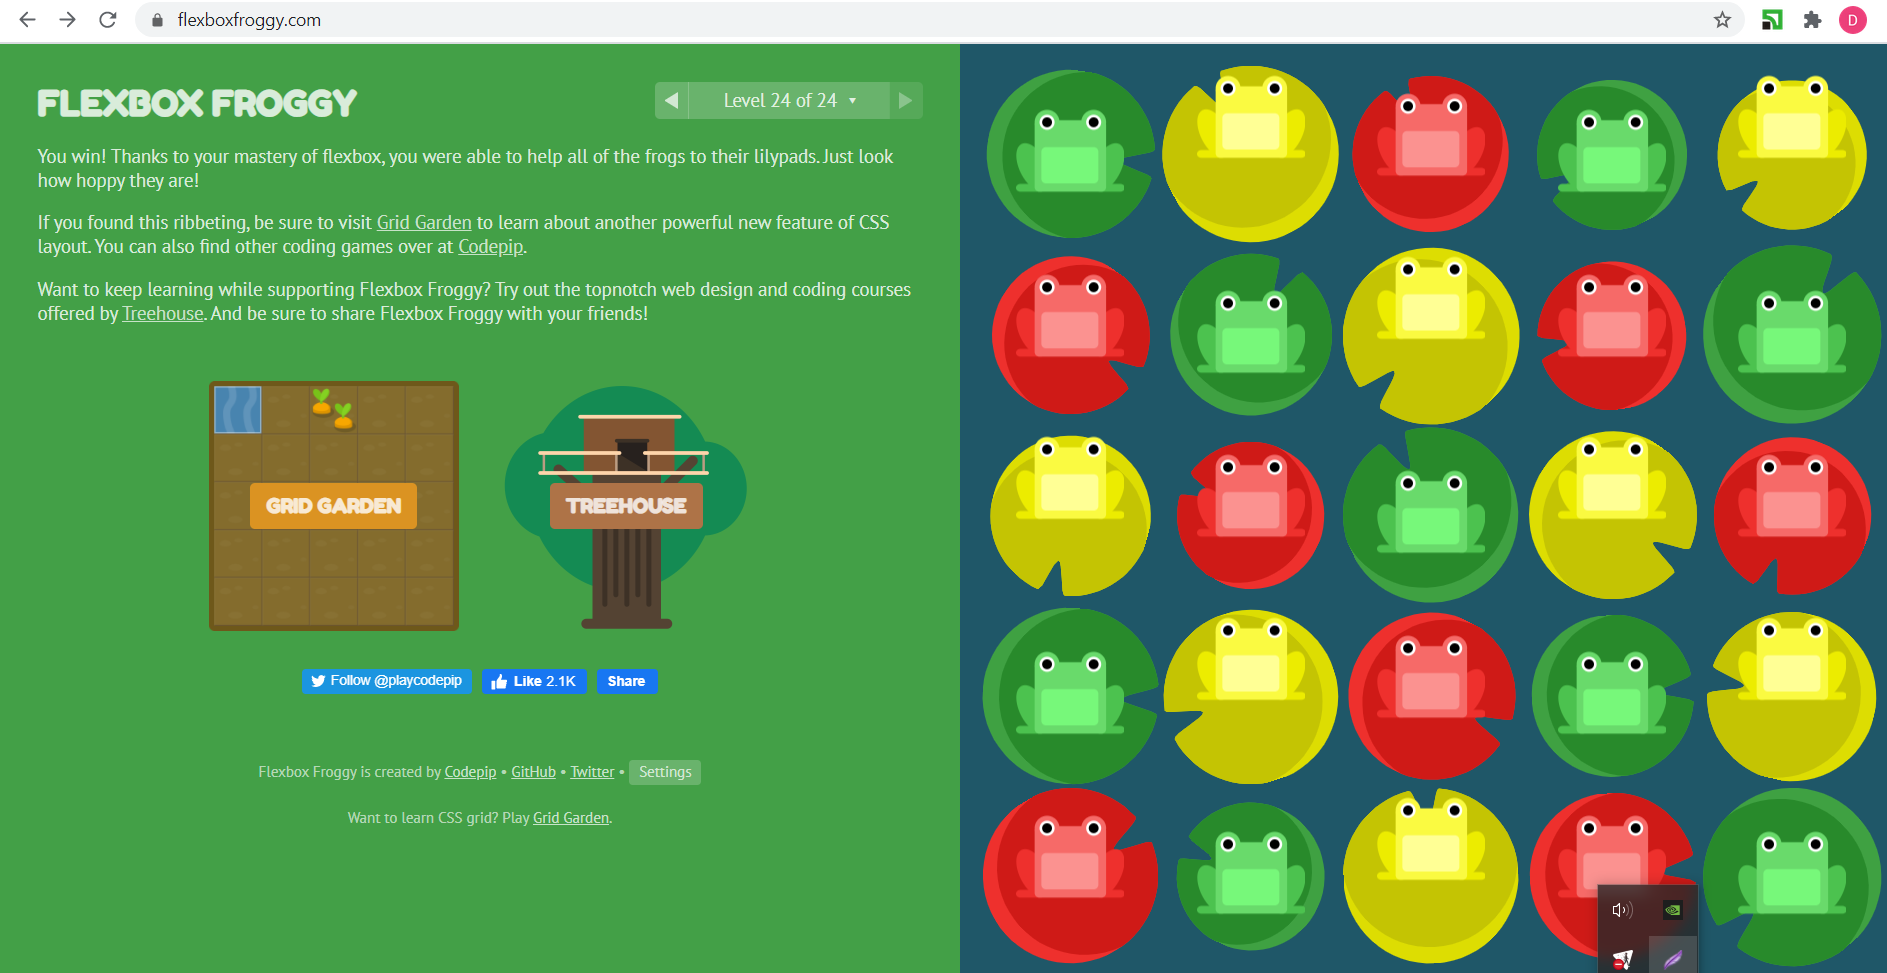 flexboxfroggy.com
D
FLEXBOX FROGGY
Level 24 of 24
You win! Thanks to your mastery of flexbox, you were able to help all of the frogs to their lilypads. Just look
how hoppy they are!
If you found this ribbeting, be sure to visit Grid Garden to learn about another powerful new feature of CSS
layout. You can also find other coding games over at Codepip.
Want to keep learning while supporting Flexbox Froggy? Try out the topnotch web design and coding courses
offered by Treehouse. And be sure to share Flexbox Froggy with your friends!
GRID GARDEN
TREEHOUSE
Follow @playcodepip
Like 2.1K
Share
Flexbox Froggy is created by Codepip • GitHub • Twitter • Settings
Want to learn CSS grid? Play Grid Garden.